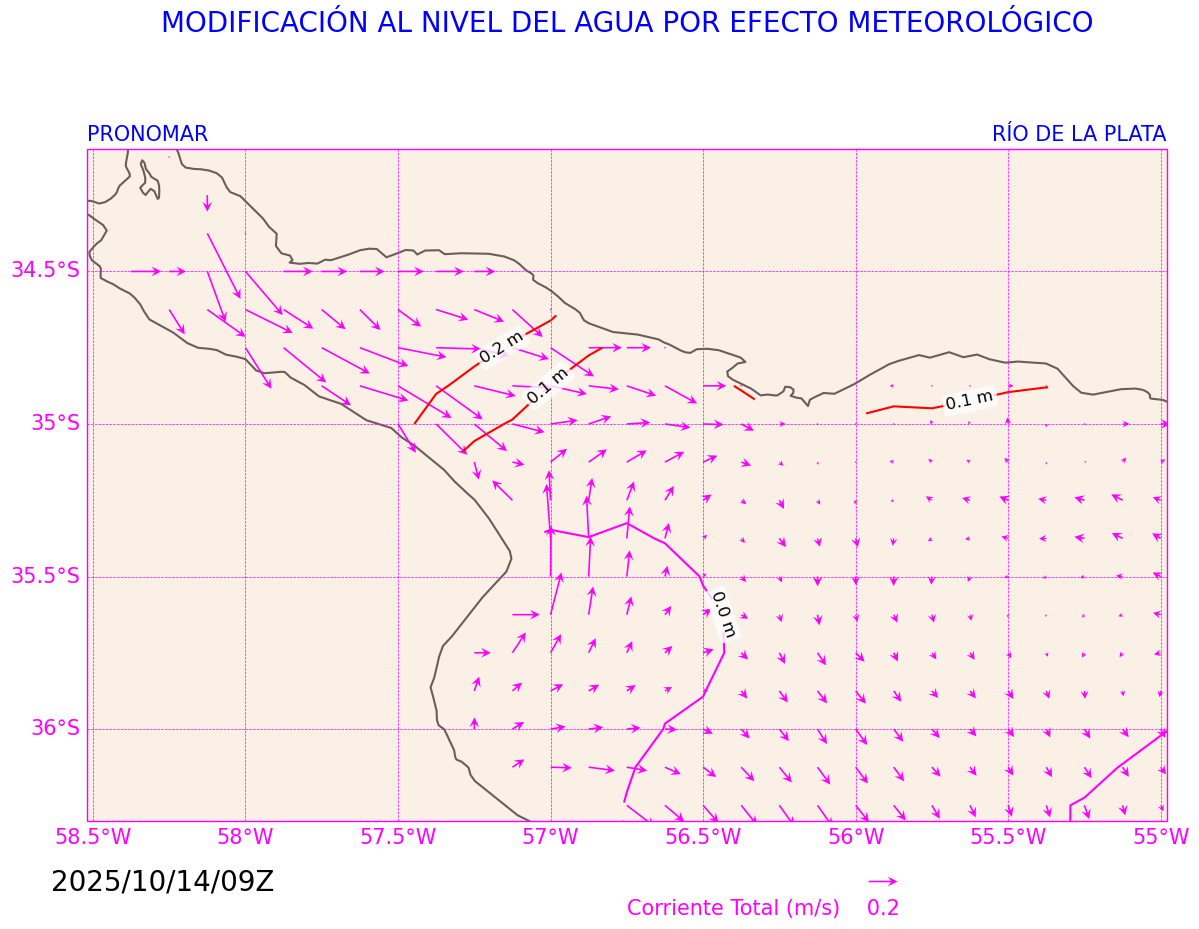 MODIFICACIÓN AL NIVEL DEL AGUA POR EFECTO METEOROLÓGICO
PRONOMAR
RÍO DE LA PLATA
34.5°S
35°S
35.5°S
36°S
0.2 m
0.1 m
0.1 m
0.0 m
58.5°W
58°W
57.5°W
57°W
56.5°W
56°W
55.5°W
55°W
2025/10/14/09Z
Corriente Total (m/s)
0.2